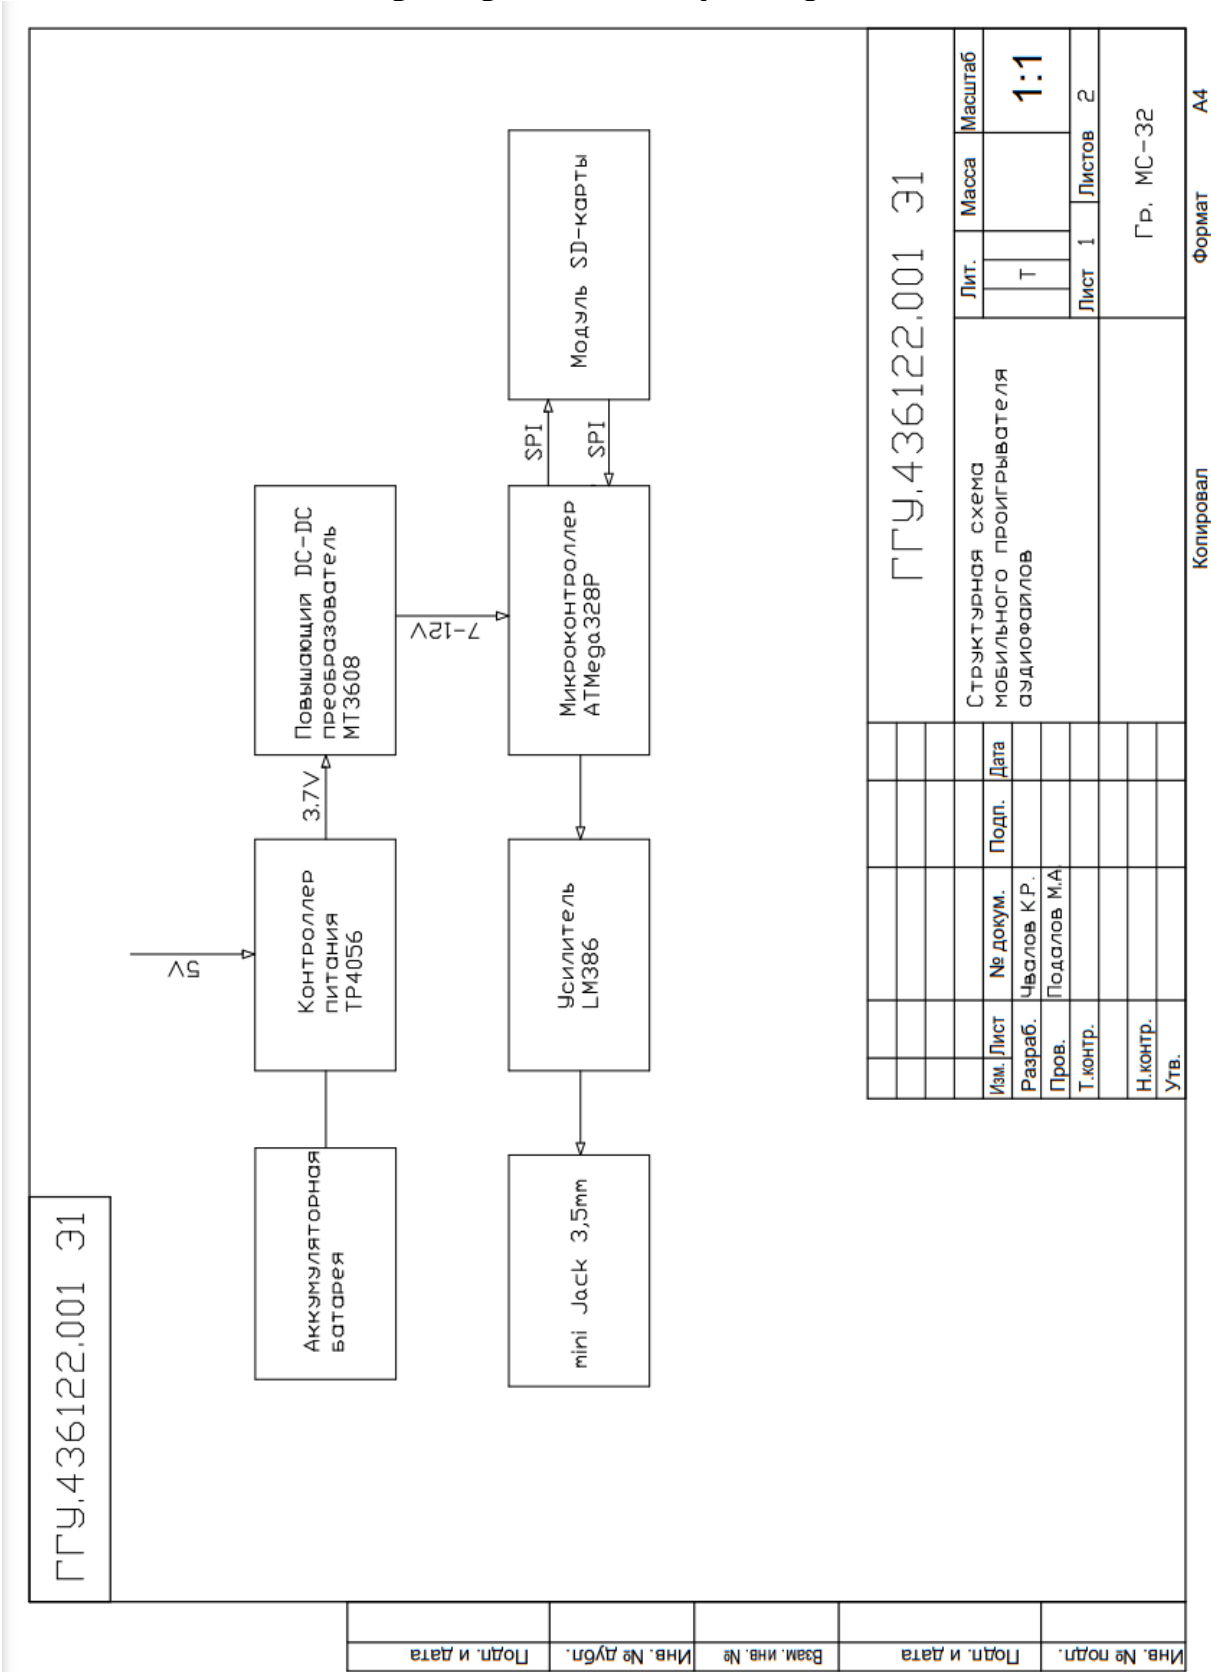 ГГУ.436122.001 Э1
5V
Аккумуляторная
батарея
Контроллер
питания
TP4056
3.7V
Повышающий DC-DC
преобразователь
MT3608
7-12V
mini Jack 3,5mm
Усилитель
LM386
Микроконтроллер
ATMega328P
SPI
SPI
Модуль SD-карты
ГГУ.436122.001 Э1
Изм. Лист № докум. Подп. Дата
Разраб. Чвалов К.Р.
Пров. Подалов М.А.
Т.контр.
Н.контр.
Утв.
Структурная схема
мобильного проигрывателя
аудиофайлов
Лит. Масса Масштаб
Т 1:1
Лист 1 Листов 2
Гр. МС-32
Копировал Формат А4
Подп. и дата
Инв. № дубл.
Взам. инв. №
Подп. и дата
Инв. № подл.